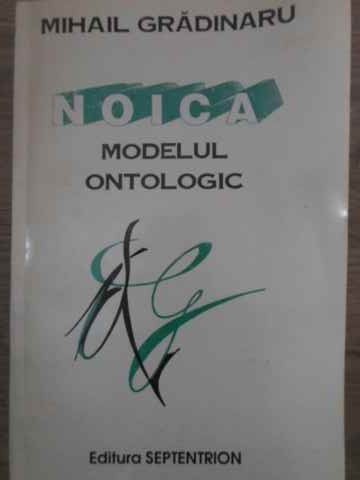 MIHAIL GRĂDINARU
NOICA
MODELUL
ONTOLOGIC
Editura SEPTENTRION